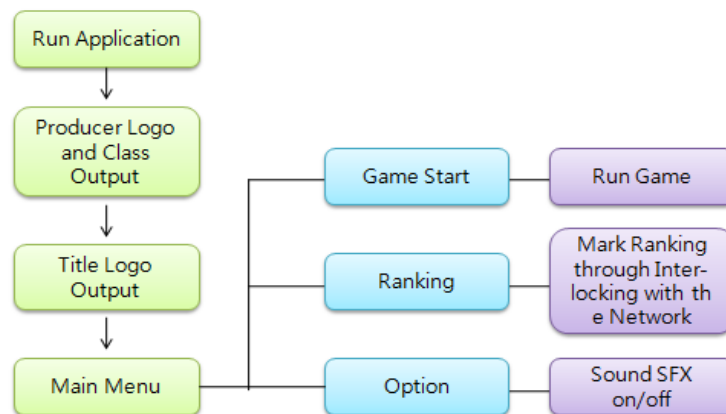 Run Application
Producer Logo
and Class
Output
Title Logo
Output
Main Menu
Game Start
Run Game
Ranking
Mark Ranking
through Inter-
locking with th
e Network
Option
Sound SFX
on/off